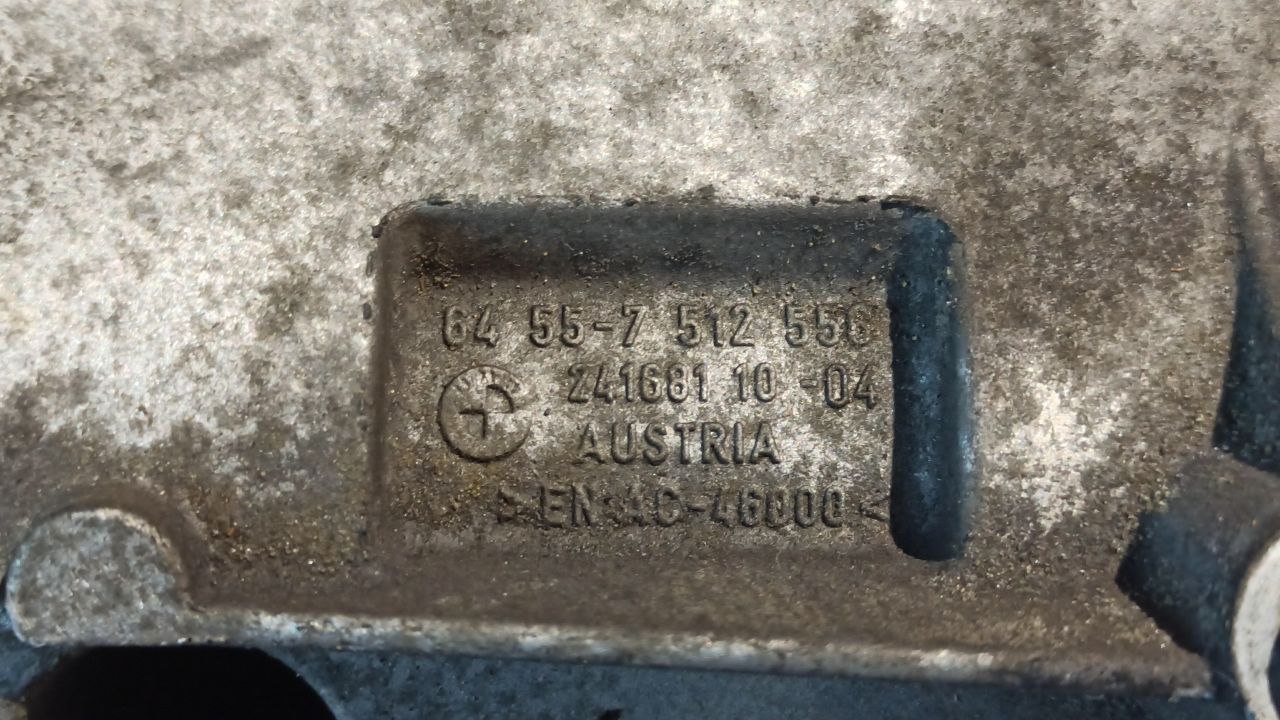 64 55-7 512 556
241681 10 -04
AUSTRIA
>EN-AC-46000<